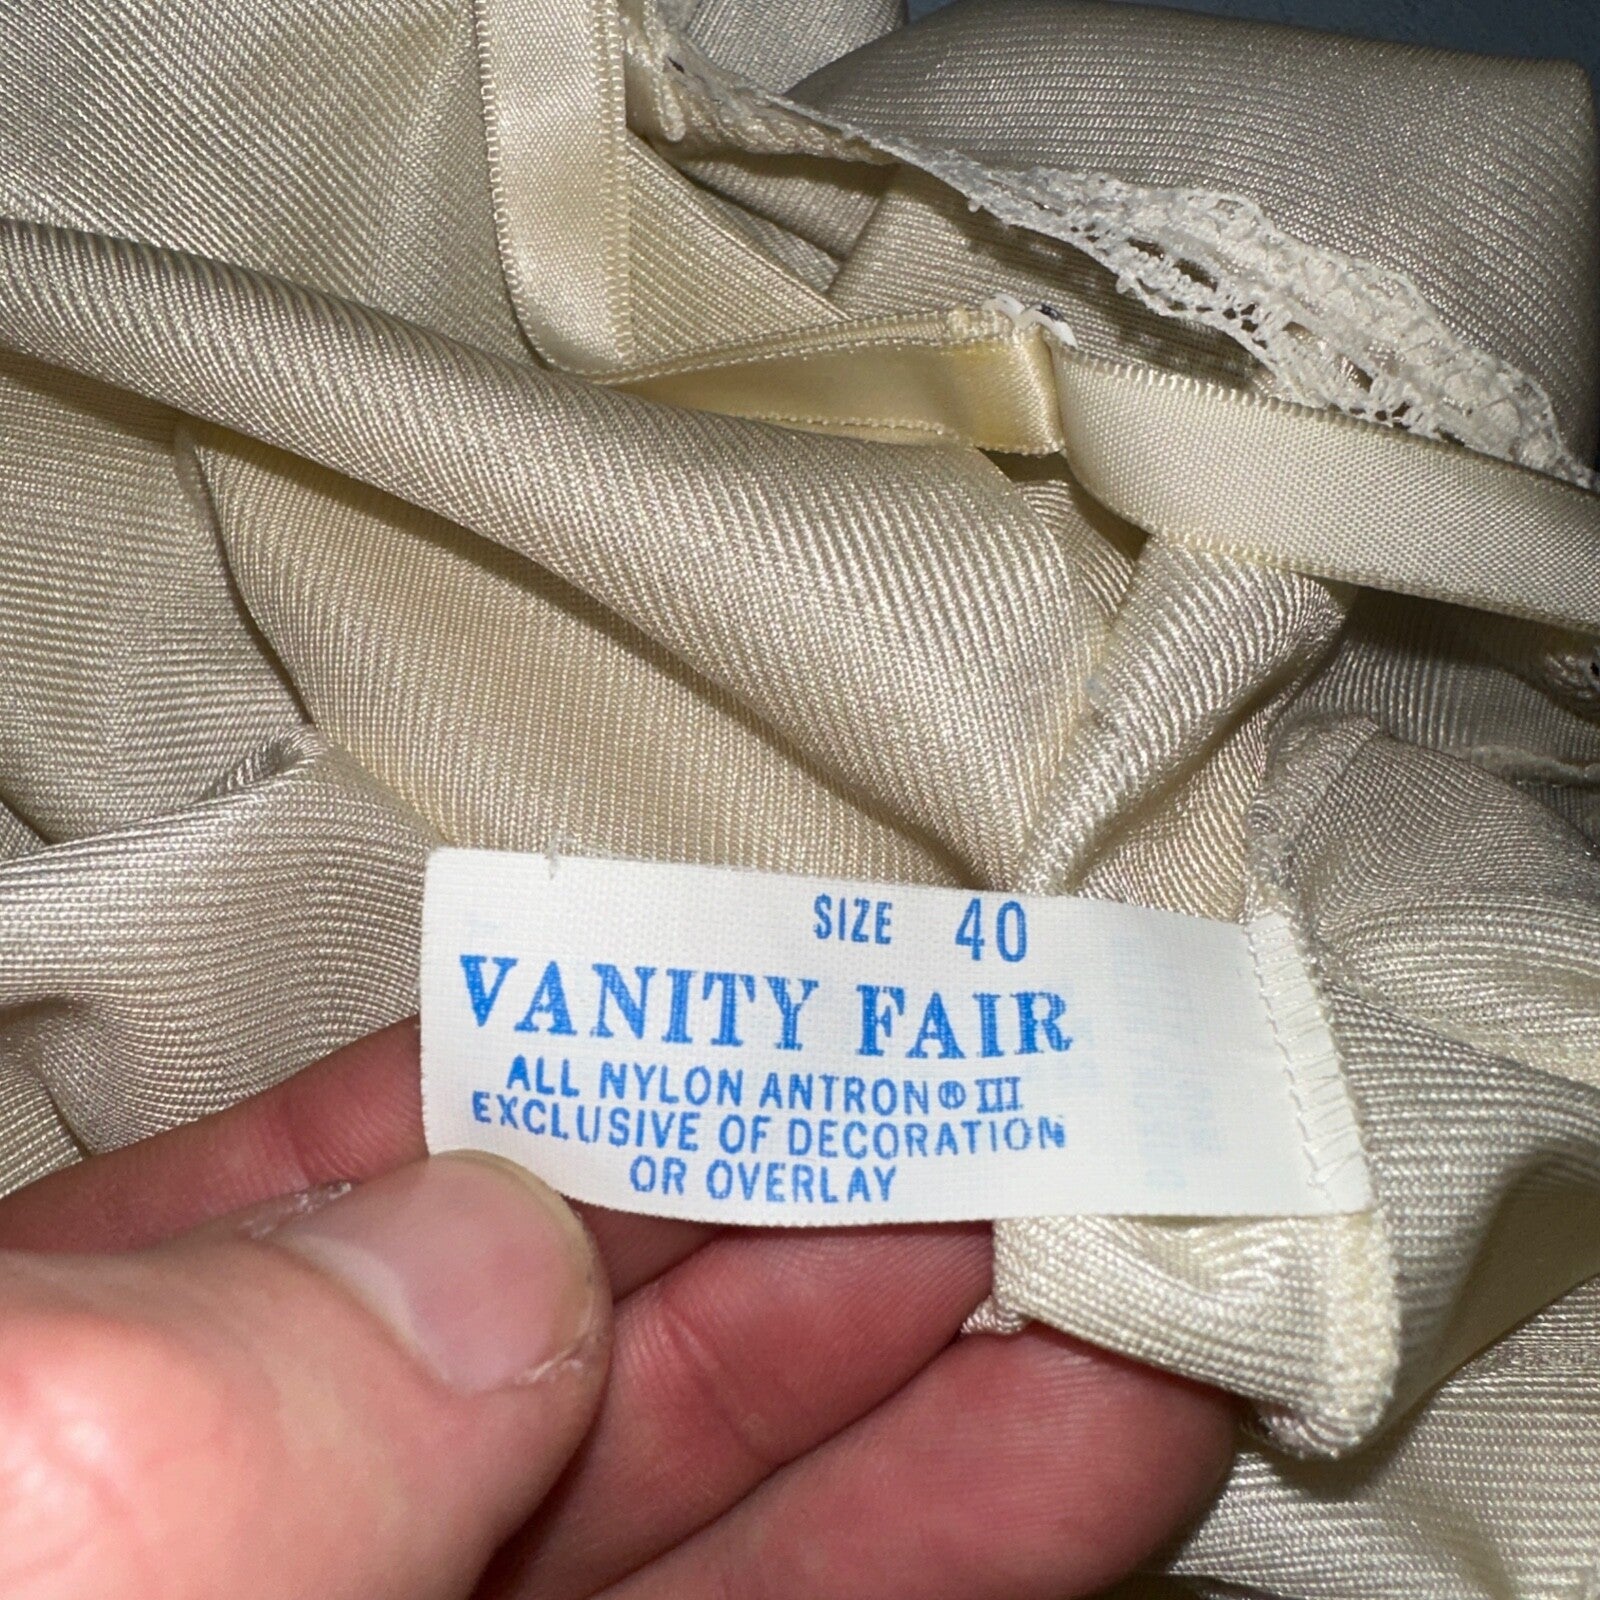 SIZE 40
VANITY FAIR
ALL NYLON ANTRON® III
EXCLUSIVE OF DECORATION
OR OVERLAY